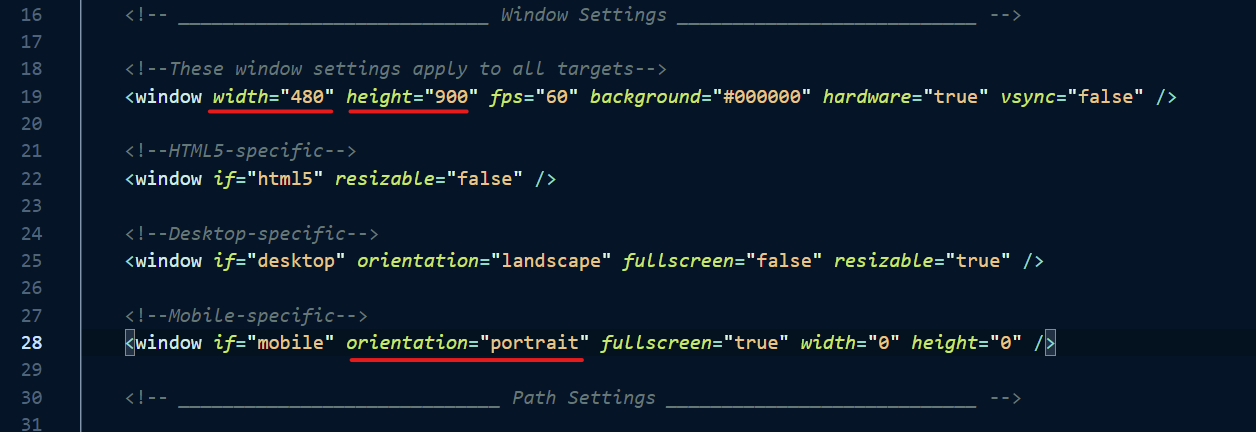 16 <!-- ____________________________ Window Settings ___________________________ -->
17
18 <!--These window settings apply to all targets-->
19 <window width="480" height="900" fps="60" background="#000000" hardware="true" vsync="false" />
20
21 <!--HTML5-specific-->
22 <window if="html5" resizable="false" />
23
24 <!--Desktop-specific-->
25 <window if="desktop" orientation="landscape" fullscreen="false" resizable="true" />
26
27 <!--Mobile-specific-->
28 <window if="mobile" orientation="portrait" fullscreen="true" width="0" height="0" />
29
30 <!-- _____________________________ Path Settings ____________________________ -->
31